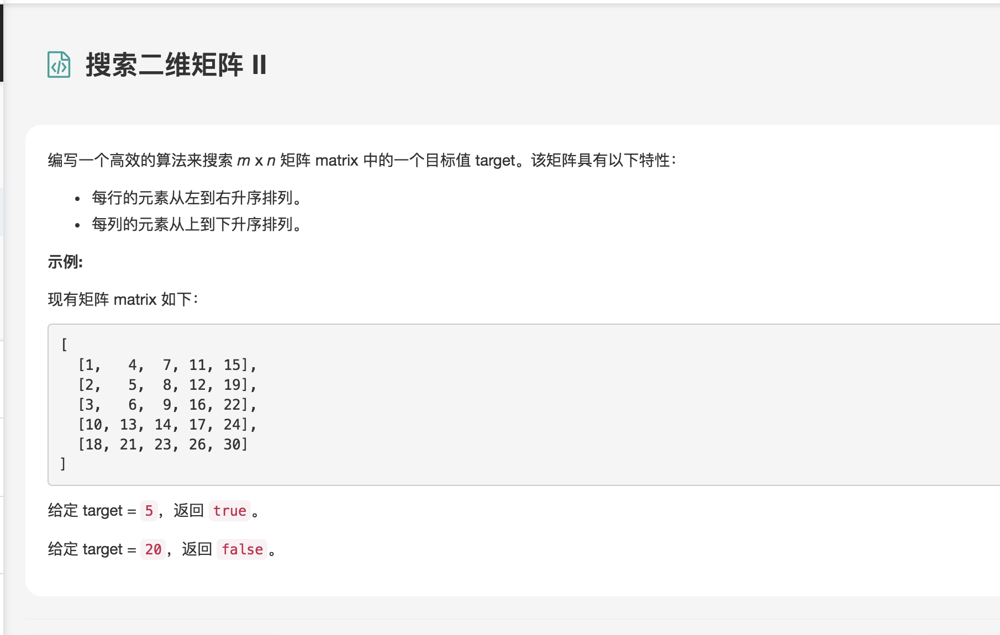 搜索二维矩阵 II
编写一个高效的算法来搜索 m x n 矩阵 matrix 中的一个目标值 target。该矩阵具有以下特性：
• 每行的元素从左到右升序排列。
• 每列的元素从上到下升序排列。
示例:
现有矩阵 matrix 如下：
[
  [1,   4,  7, 11, 15],
  [2,   5,  8, 12, 19],
  [3,   6,  9, 16, 22],
  [10, 13, 14, 17, 24],
  [18, 21, 23, 26, 30]
]
给定 target = 5，返回 true。
给定 target = 20，返回 false。